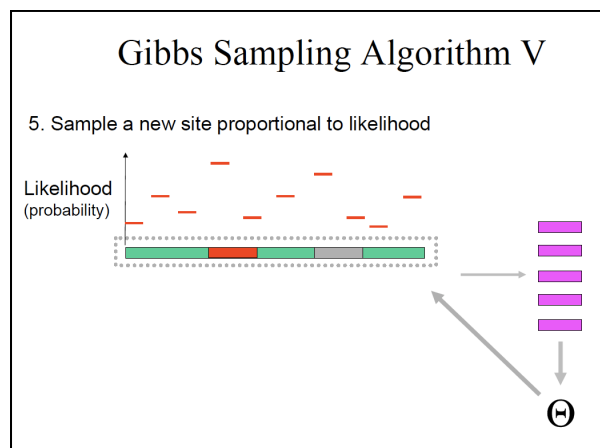 Gibbs Sampling Algorithm V
5. Sample a new site proportional to likelihood
Likelihood
(probability)
Θ